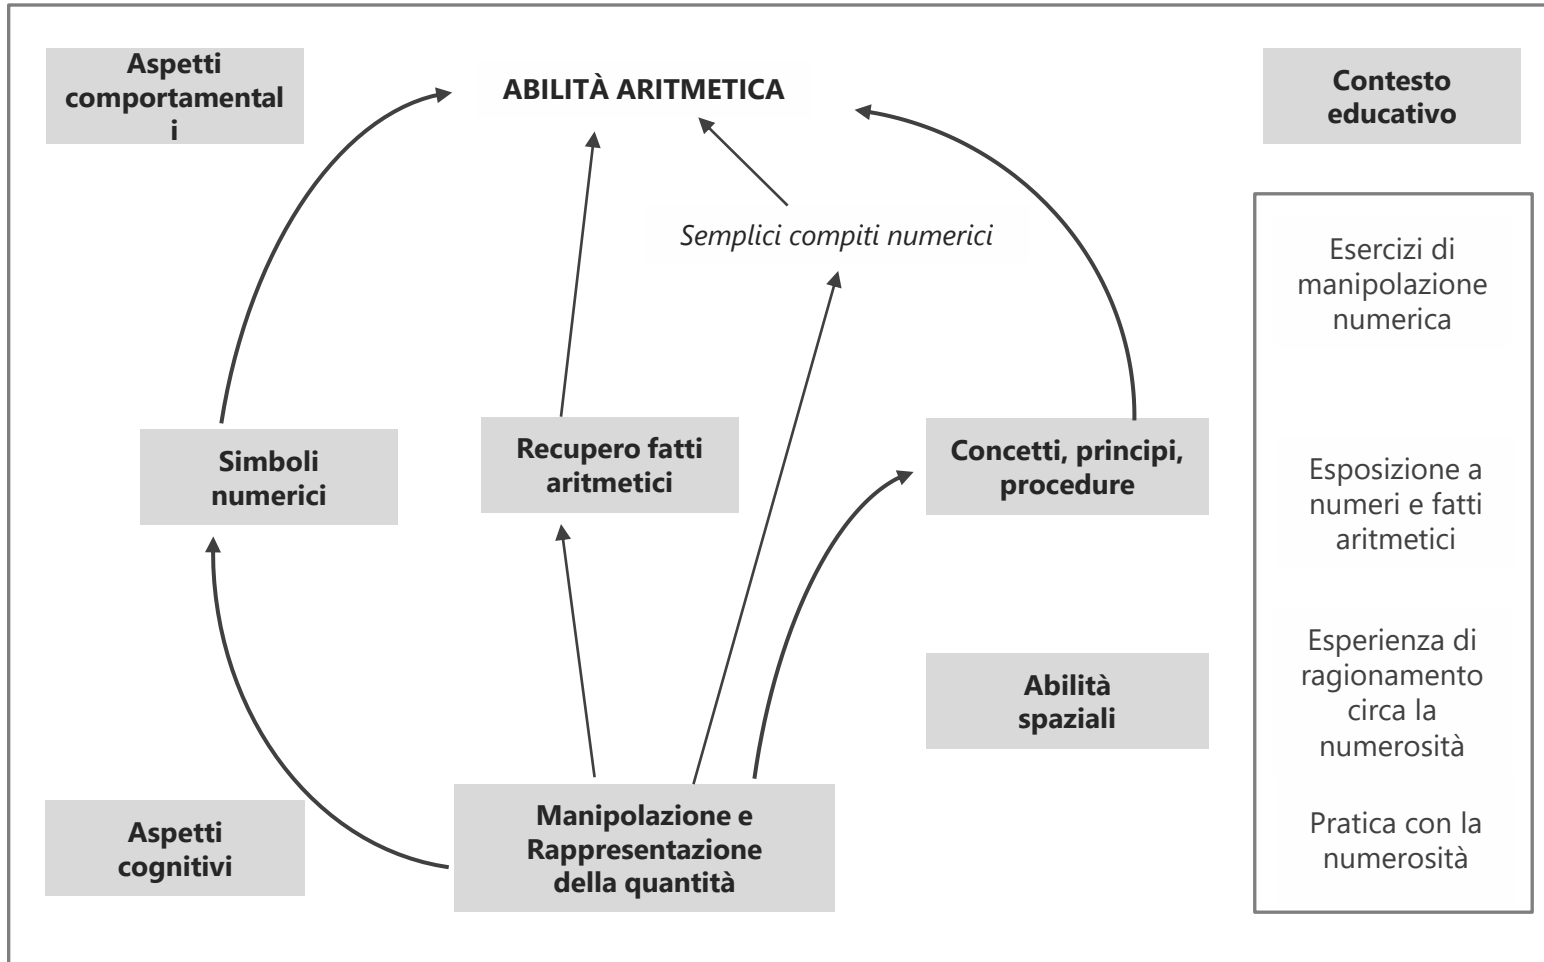 Aspetti
comportamental
i
ABILITÀ ARITMETICA
Contesto
educativo
Semplici compiti numerici
Esercizi di
manipolazione
numerica
Simboli
numerici
Recupero fatti
aritmetici
Concetti, principi,
procedure
Esposizione a
numeri e fatti
aritmetici
Abilità
spaziali
Esperienza di
ragionamento
circa la
numerosità
Aspetti
cognitivi
Manipolazione e
Rappresentazione
della quantità
Pratica con la
numerosità